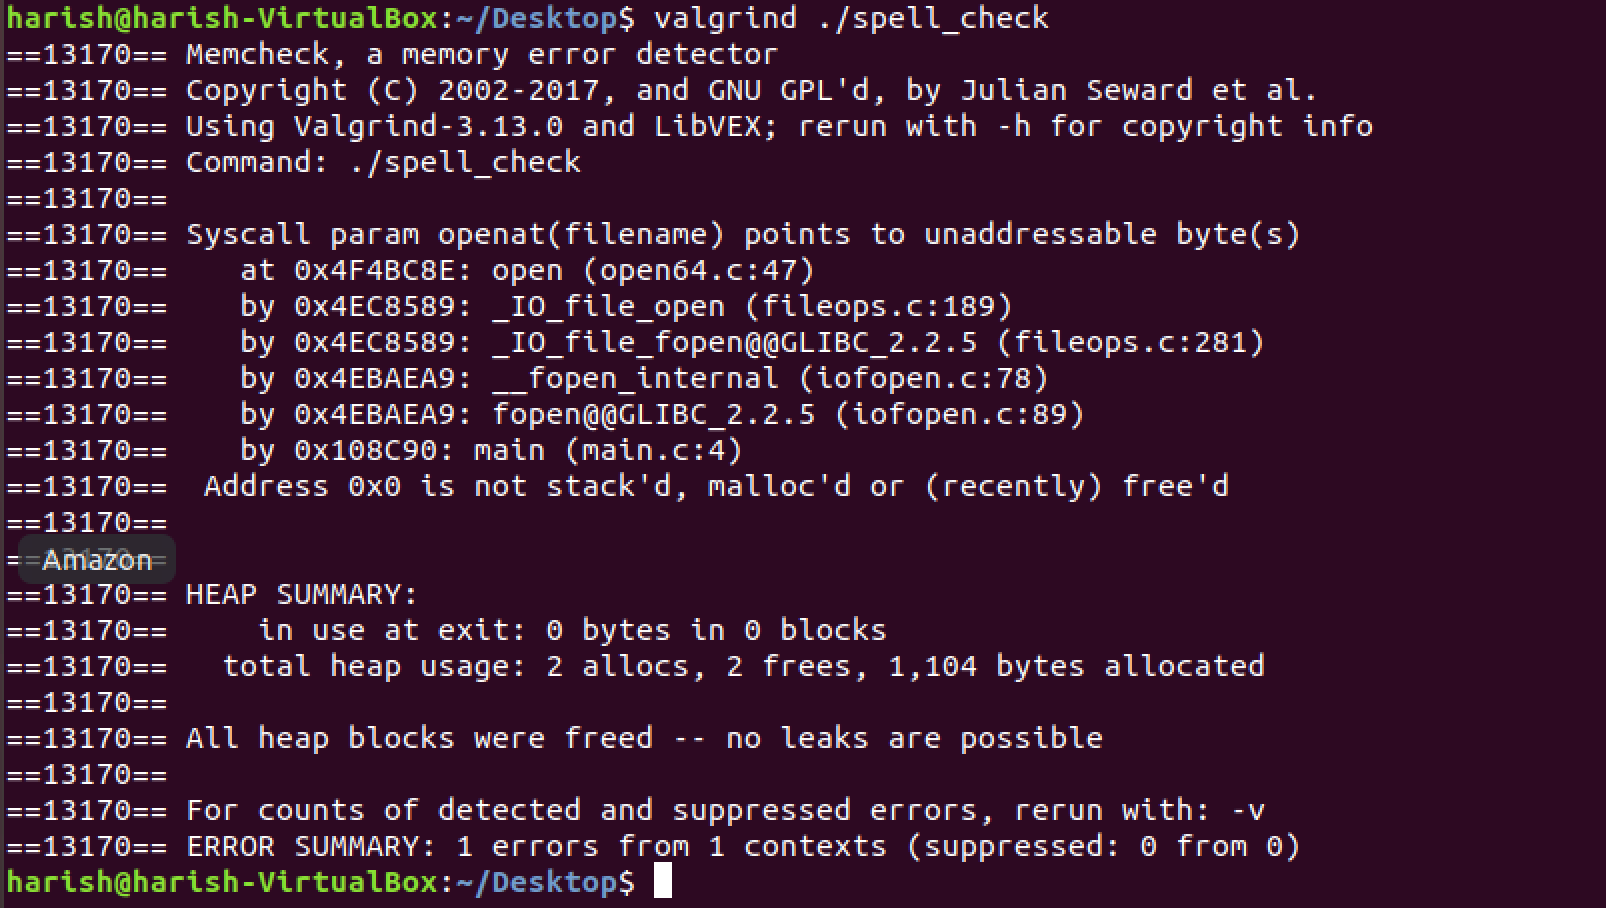 harish@harish-VirtualBox:~/Desktop$ valgrind ./spell_check
==13170== Memcheck, a memory error detector
==13170== Copyright (C) 2002-2017, and GNU GPL'd, by Julian Seward et al.
==13170== Using Valgrind-3.13.0 and LibVEX; rerun with -h for copyright info
==13170== Command: ./spell_check
==13170==
==13170== Syscall param openat(filename) points to unaddressable byte(s)
==13170==    at 0x4F4BC8E: open (open64.c:47)
==13170==    by 0x4EC8589: _IO_file_open (fileops.c:189)
==13170==    by 0x4EC8589: _IO_file_fopen@@GLIBC_2.2.5 (fileops.c:281)
==13170==    by 0x4EBAEA9: __fopen_internal (iofopen.c:78)
==13170==    by 0x4EBAEA9: fopen@@GLIBC_2.2.5 (iofopen.c:89)
==13170==    by 0x108C90: main (main.c:4)
==13170==  Address 0x0 is not stack'd, malloc'd or (recently) free'd
==13170==
==13170==
Amazon
==13170== HEAP SUMMARY:
==13170==     in use at exit: 0 bytes in 0 blocks
==13170==   total heap usage: 2 allocs, 2 frees, 1,104 bytes allocated
==13170==
==13170== All heap blocks were freed -- no leaks are possible
==13170==
==13170== For counts of detected and suppressed errors, rerun with: -v
==13170== ERROR SUMMARY: 1 errors from 1 contexts (suppressed: 0 from 0)
harish@harish-VirtualBox:~/Desktop$